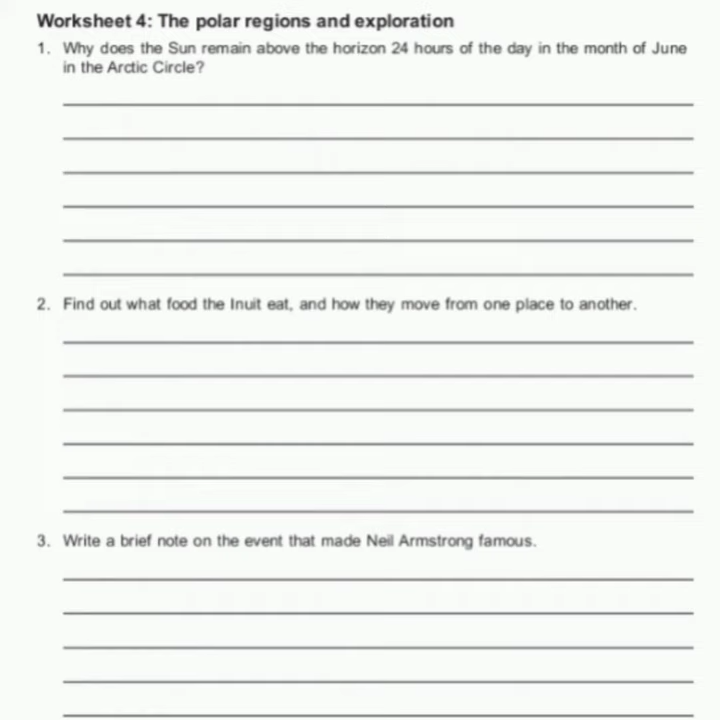 Worksheet 4: The polar regions and exploration
1. Why does the Sun remain above the horizon 24 hours of the day in the month of June
in the Arctic Circle?
2. Find out what food the Inuit eat, and how they move from one place to another.
3. Write a brief note on the event that made Neil Armstrong famous.